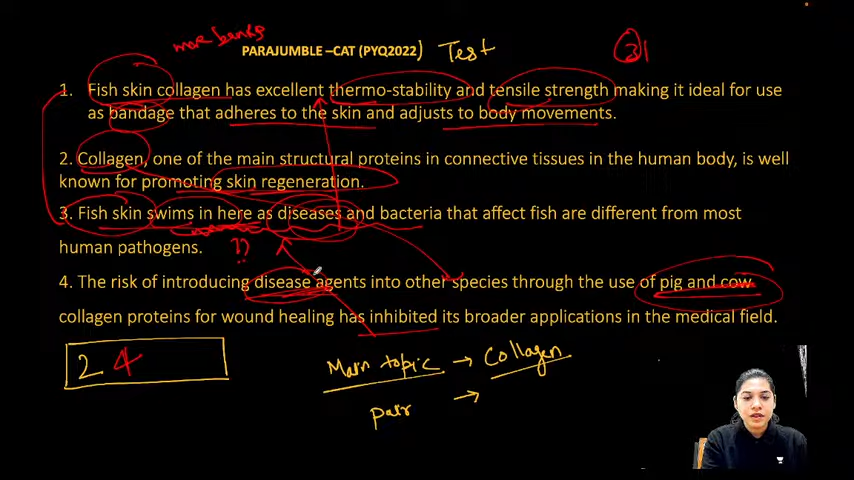 more bonds
PARAJUMBLE –CAT (PYQ2022) Test
31
1. Fish skin collagen has excellent thermo-stability and tensile strength making it ideal for use
as bandage that adheres to the skin and adjusts to body movements.
2. Collagen, one of the main structural proteins in connective tissues in the human body, is well
known for promoting skin regeneration.
3. Fish skin swims in here as diseases and bacteria that affect fish are different from most
human pathogens.
??
4. The risk of introducing disease agents into other species through the use of pig and cow
collagen proteins for wound healing has inhibited its broader applications in the medical field.
2 4
Main topic → Collagen
pair →